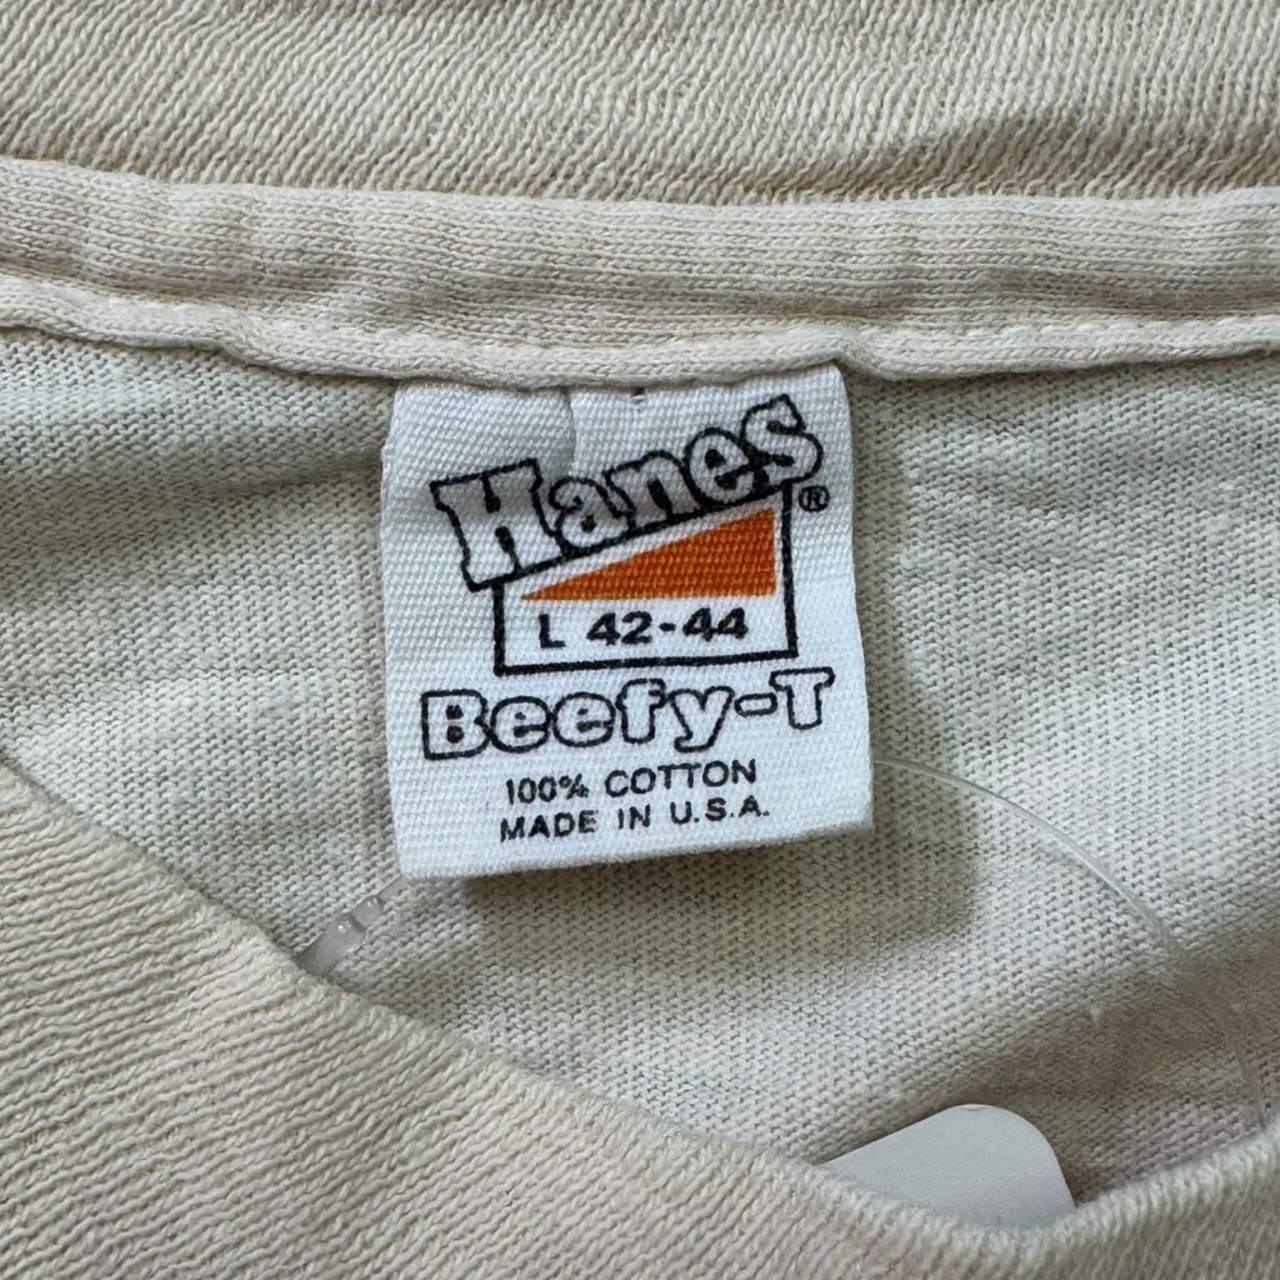 Hanes®
L 42-44
Beefy-T
100% COTTON
MADE IN U.S.A.